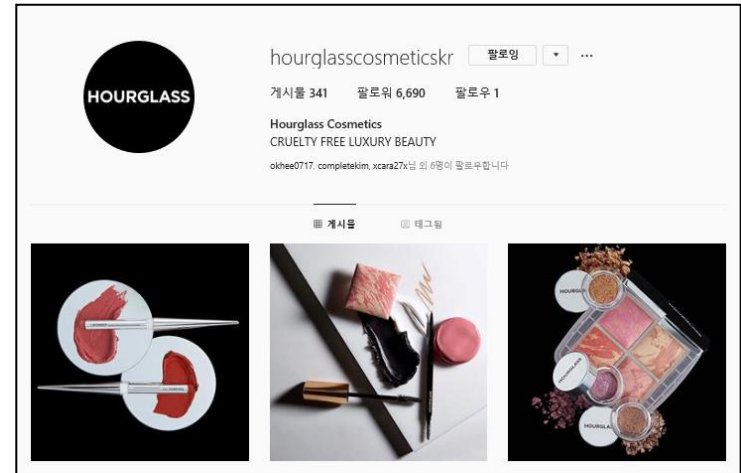 HOURGLASS
hourglasscosmeticskr 팔로잉
게시물 341 팔로워 6,690 팔로우 1
Hourglass Cosmetics
CRUELTY FREE LUXURY BEAUTY
okhee0717, completekim, xcara27x님 외 6명이 팔로우합니다
게시물 태그됨
HOURGLASS
HOURGLASS
HOURGLA